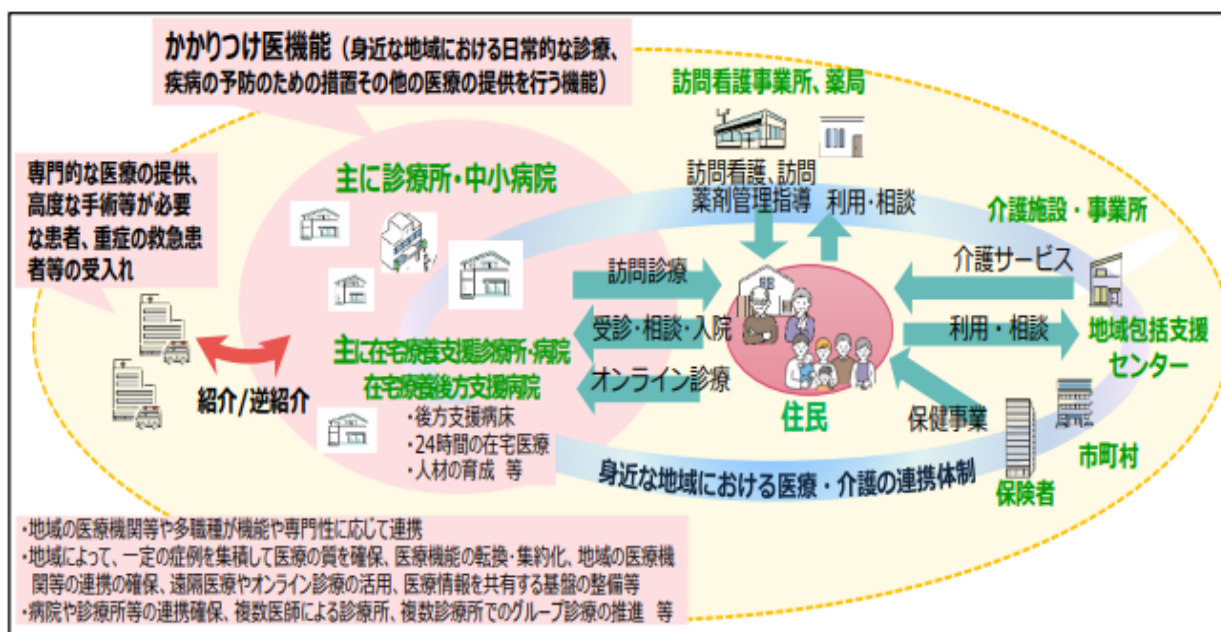 かかりつけ医機能（身近な地域における日常的な診療、
疾病の予防のための措置その他の医療の提供を行う機能）
訪問看護事業所、薬局
専門的な医療の提供、
高度な手術等が必要
な患者、重症の救急患
者等の受入れ
主に診療所・中小病院
訪問看護、訪問
薬剤管理指導
利用・相談
介護施設・事業所
訪問診療
介護サービス
受診・相談・入院
利用・相談
地域包括支援
センター
主に在宅療養支援診療所・病院
在宅療養後方支援病院
オンライン診療
紹介/逆紹介
・後方支援病床
・24時間の在宅医療
・人材の育成 等
住民
保健事業
市町村
保険者
身近な地域における医療・介護の連携体制
・地域の医療機関等や多職種が機能や専門性に応じて連携
・地域によって、一定の症例を集積して医療の質を確保、医療機能の転換・集約化、地域の医療機
関等の連携の確保、遠隔医療やオンライン診療の活用、医療情報を共有する基盤の整備等
・病院や診療所等の連携確保、複数医師による診療所、複数診療所でのグループ診療の推進 等